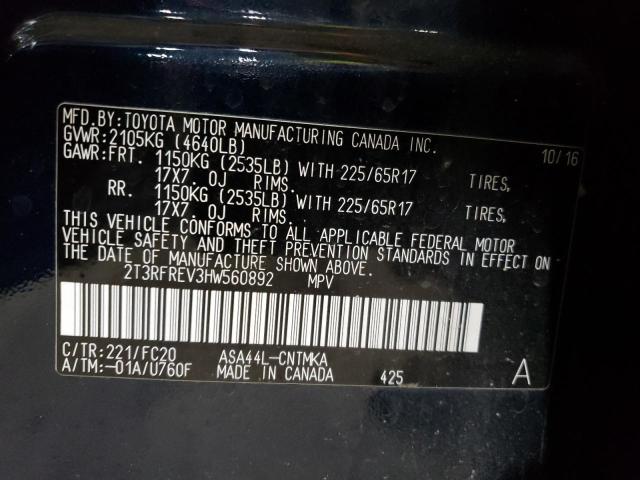 MFD.BY:TOYOTA MOTOR MANUFACTURING CANADA INC.
GVWR:2105KG (4640LB) 10/16
GAWR:FRT. 1150KG (2535LB) WITH 225/65R17 TIRES,
17X7. 0J RIMS.
RR. 1150KG (2535LB) WITH 225/65R17 TIRES,
17X7. 0J RIMS.
THIS VEHICLE CONFORMS TO ALL APPLICABLE FEDERAL MOTOR
VEHICLE SAFETY AND THEFT PREVENTION STANDARDS IN EFFECT ON
THE DATE OF MANUFACTURE SHOWN ABOVE.
2T3RFREV3HW560892 MPV
C/TR:221/FC20 ASA44L-CNTMKA
A/TM:-01A/U760F MADE IN CANADA 425 A